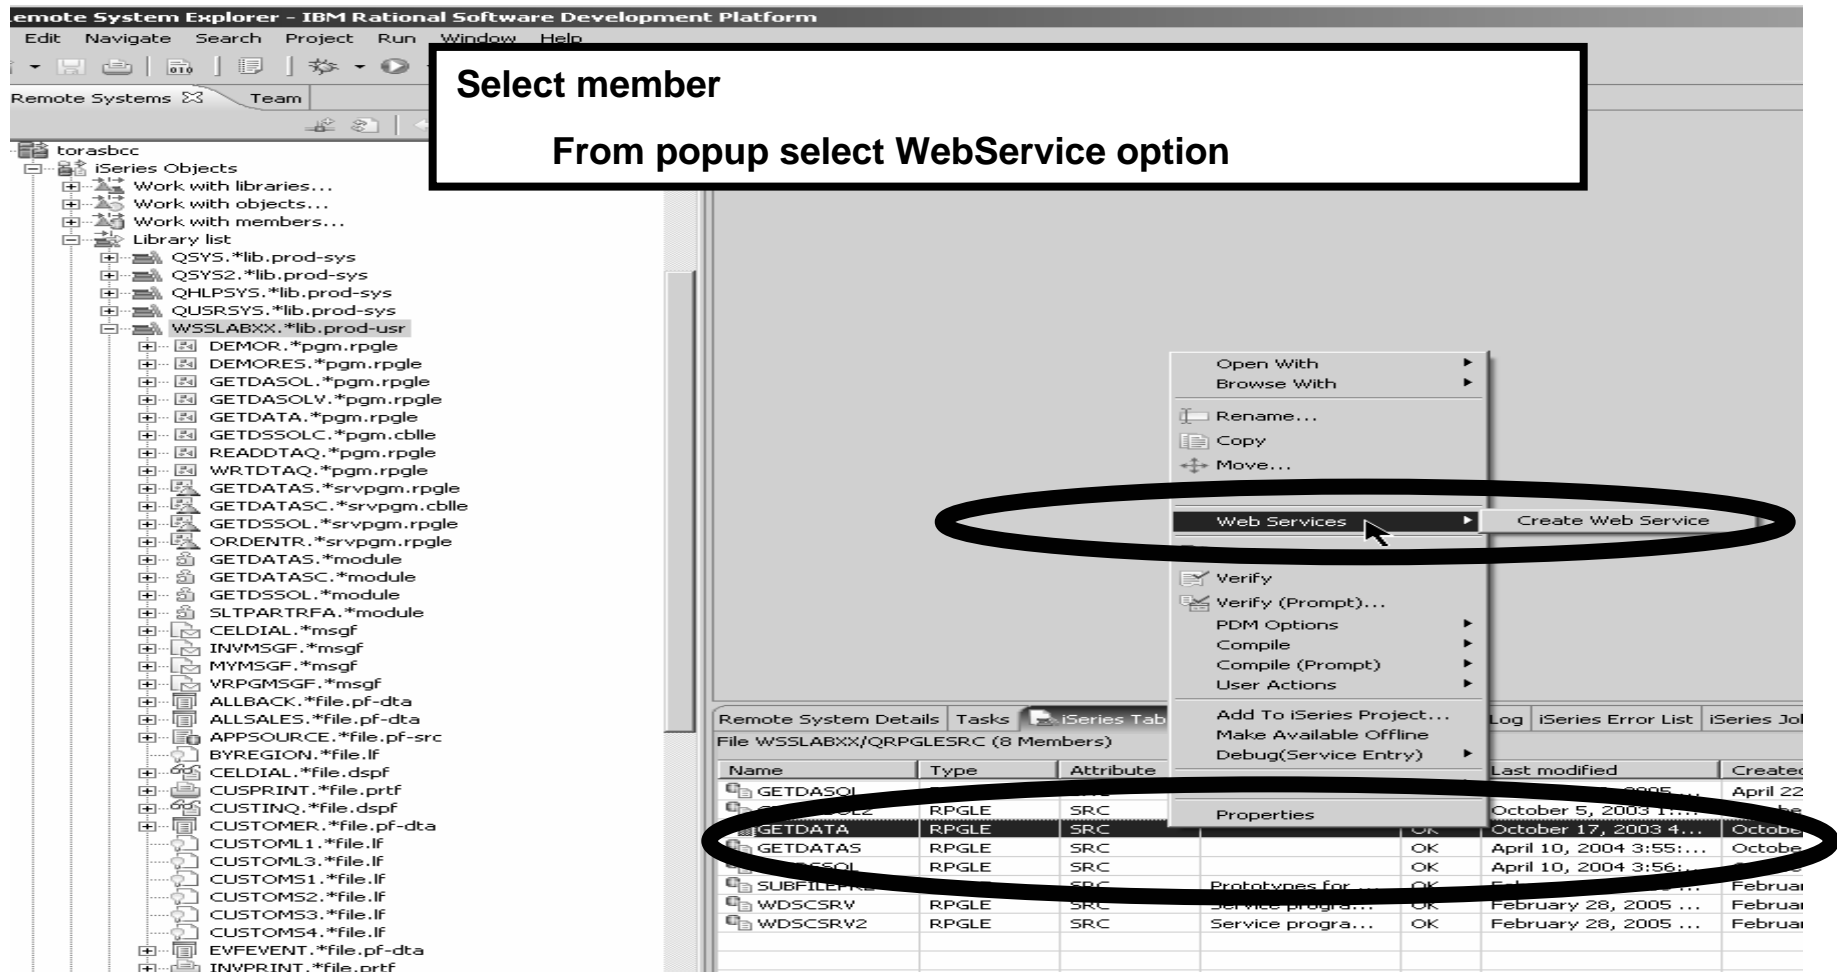 emote System Explorer - IBM Rational Software Development Platform
Edit Navigate Search Project Run Window Help
Select member
From popup select WebService option
Remote Systems Team
torasbcc
iSeries Objects
Work with libraries...
Work with objects...
Work with members...
Library list
QSYS.*lib.prod-sys
QSYS2.*lib.prod-sys
QHLPSYS.*lib.prod-sys
QUSRSYS.*lib.prod-sys
WSSLABXX.*lib.prod-usr
DEMOR.*pgm.rpgle
DEMORES.*pgm.rpgle
GETDASOL.*pgm.rpgle
GETDASOLV.*pgm.rpgle
GETDATA.*pgm.rpgle
GETDSSOLC.*pgm.cblle
READDTAQ.*pgm.rpgle
WRTDTAQ.*pgm.rpgle
GETDATAS.*srvpgm.rpgle
GETDATASC.*srvpgm.cblle
GETDSSOL.*srvpgm.rpgle
ORDENTR.*srvpgm.rpgle
GETDATAS.*module
GETDATASC.*module
GETDSSOL.*module
SLTPARTRFA.*module
CELDIAL.*msgf
INVMSGF.*msgf
MYMSGF.*msgf
VRPGMSGF.*msgf
ALLBACK.*file.pf-dta
ALLSALES.*file.pf-dta
APPSOURCE.*file.pf-src
BYREGION.*file.lf
CELDIAL.*file.dspf
CUSPRINT.*file.prtf
CUSTINQ.*file.dspf
CUSTOMER.*file.pf-dta
CUSTOML1.*file.lf
CUSTOML3.*file.lf
CUSTOMS1.*file.lf
CUSTOMS2.*file.lf
CUSTOMS3.*file.lf
CUSTOMS4.*file.lf
EVFEVENT.*file.pf-dta
INVPRINT.*file.prtf
Open With
Browse With
Rename...
Copy
Move...
Web Services Create Web Service
Verify
Verify (Prompt)...
PDM Options
Compile
Compile (Prompt)
User Actions
Add To iSeries Project...
Make Available Offline
Debug(Service Entry)
Properties
Remote System Details Tasks iSeries Tab Log iSeries Error List iSeries Jol
File WSSLABXX/QRPGLESRC (8 Members)
Name Type Attribute Last modified Created
GETDASOL April 22
RPGLE SRC October 5, 2003
GETDATA RPGLE SRC OK October 17, 2003 4... Octobe
GETDATAS RPGLE SRC OK April 10, 2004 3:55:... Octobe
RPGLE SRC OK April 10, 2004 3:56:
SRC Prototypes for OK Februar
WDSCSRV RPGLE SRC Service progra... OK February 28, 2005 ... Februar
WDSCSRV2 RPGLE SRC Service progra... OK February 28, 2005 ... Februar